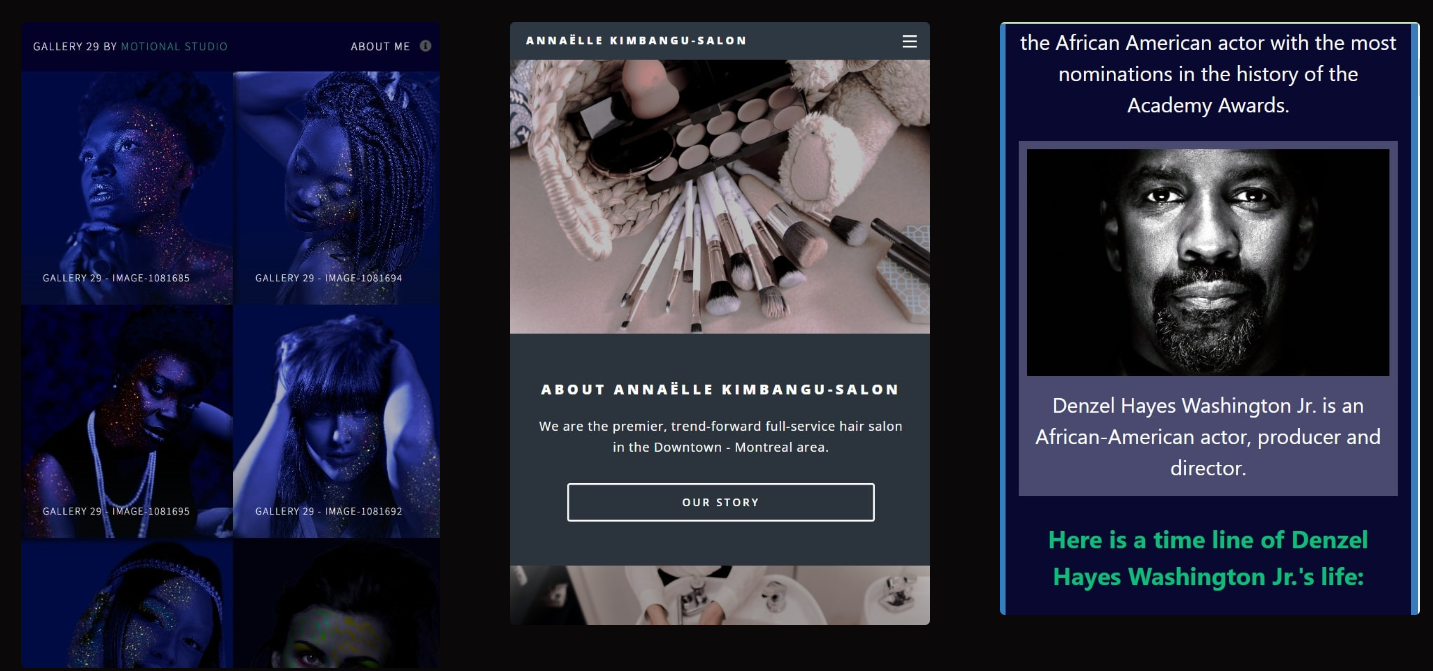 GALLERY 29 BY MOTIONAL STUDIO
ABOUT ME
GALLERY 29 - IMAGE-1081685
GALLERY 29 - IMAGE-1081694
GALLERY 29 - IMAGE-1081695
GALLERY 29 - IMAGE-1081692
ANNAËLLE KIMBANGU-SALON
ABOUT ANNAËLLE KIMBANGU-SALON
We are the premier, trend-forward full-service hair salon
in the Downtown - Montreal area.
OUR STORY
the African American actor with the most
nominations in the history of the
Academy Awards.
Denzel Hayes Washington Jr. is an
African-American actor, producer and
director.
Here is a time line of Denzel
Hayes Washington Jr.'s life: